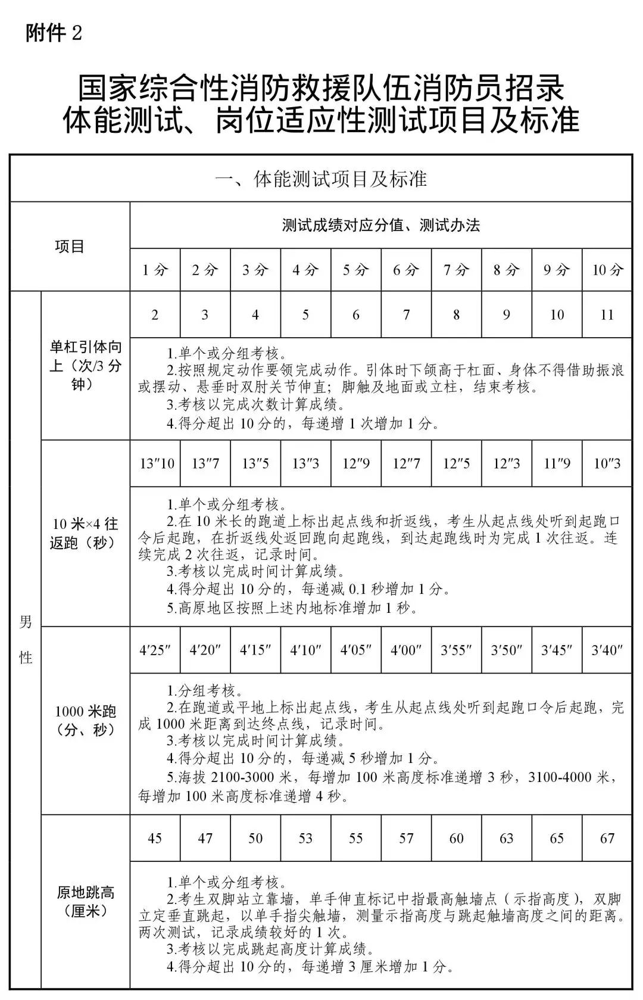 附件 2
国家综合性消防救援队伍消防员招录
体能测试、岗位适应性测试项目及标准
一、体能测试项目及标准
项目
测试成绩对应分值、测试办法
1分 2分 3分 4分 5分 6分 7分 8分 9分 10分
男性
单杠引体向
上（次/3 分
钟）
2 3 4 5 6 7 8 9 10 11
1.单个或分组考核。
2.按照规定动作要领完成动作。引体时下颌高于杠面、身体不得借助振浪
或摆动、悬垂时双肘关节伸直；脚触及地面或立柱，结束考核。
3.考核以完成次数计算成绩。
4.得分超出 10 分的，每递增 1 次增加 1 分。
10 米×4 往
返跑（秒）
13″10 13″7 13″5 13″3 12″9 12″7 12″5 12″3 11″9 10″3
1.单个或分组考核。
2.在 10 米长的跑道上标出起点线和折返线，考生从起点线处听到起跑口
令后起跑，在折返线处返回跑向起跑线，到达起跑线时为完成 1 次往返。连
续完成 2 次往返，记录时间。
3.考核以完成时间计算成绩。
4.得分超出 10 分的，每递减 0.1 秒增加 1 分。
5.高原地区按照上述内地标准增加 1 秒。
1000 米跑
（分、秒）
4′25″ 4′20″ 4′15″ 4′10″ 4′05″ 4′00″ 3′55″ 3′50″ 3′45″ 3′40″
1.分组考核。
2.在跑道或平地上标出起点线，考生从起点线处听到起跑口令后起跑，完
成 1000 米距离到达终点线，记录时间。
3.考核以完成时间计算成绩。
4.得分超出 10 分的，每递减 5 秒增加 1 分。
5.海拔 2100-3000 米，每增加 100 米高度标准递增 3 秒，3100-4000 米，
每增加 100 米高度标准递增 4 秒。
原地跳高
（厘米）
45 47 50 53 55 57 60 63 65 67
1.单个或分组考核。
2.考生双脚站立靠墙，单手伸直标记中指最高触墙点（示指高度），双脚
立定垂直跳起，以单手指尖触墙，测量示指高度与跳起触墙高度之间的距离。
两次测试，记录成绩较好的 1 次。
3.考核以完成跳起高度计算成绩。
4.得分超出 10 分的，每递增 3 厘米增加 1 分。